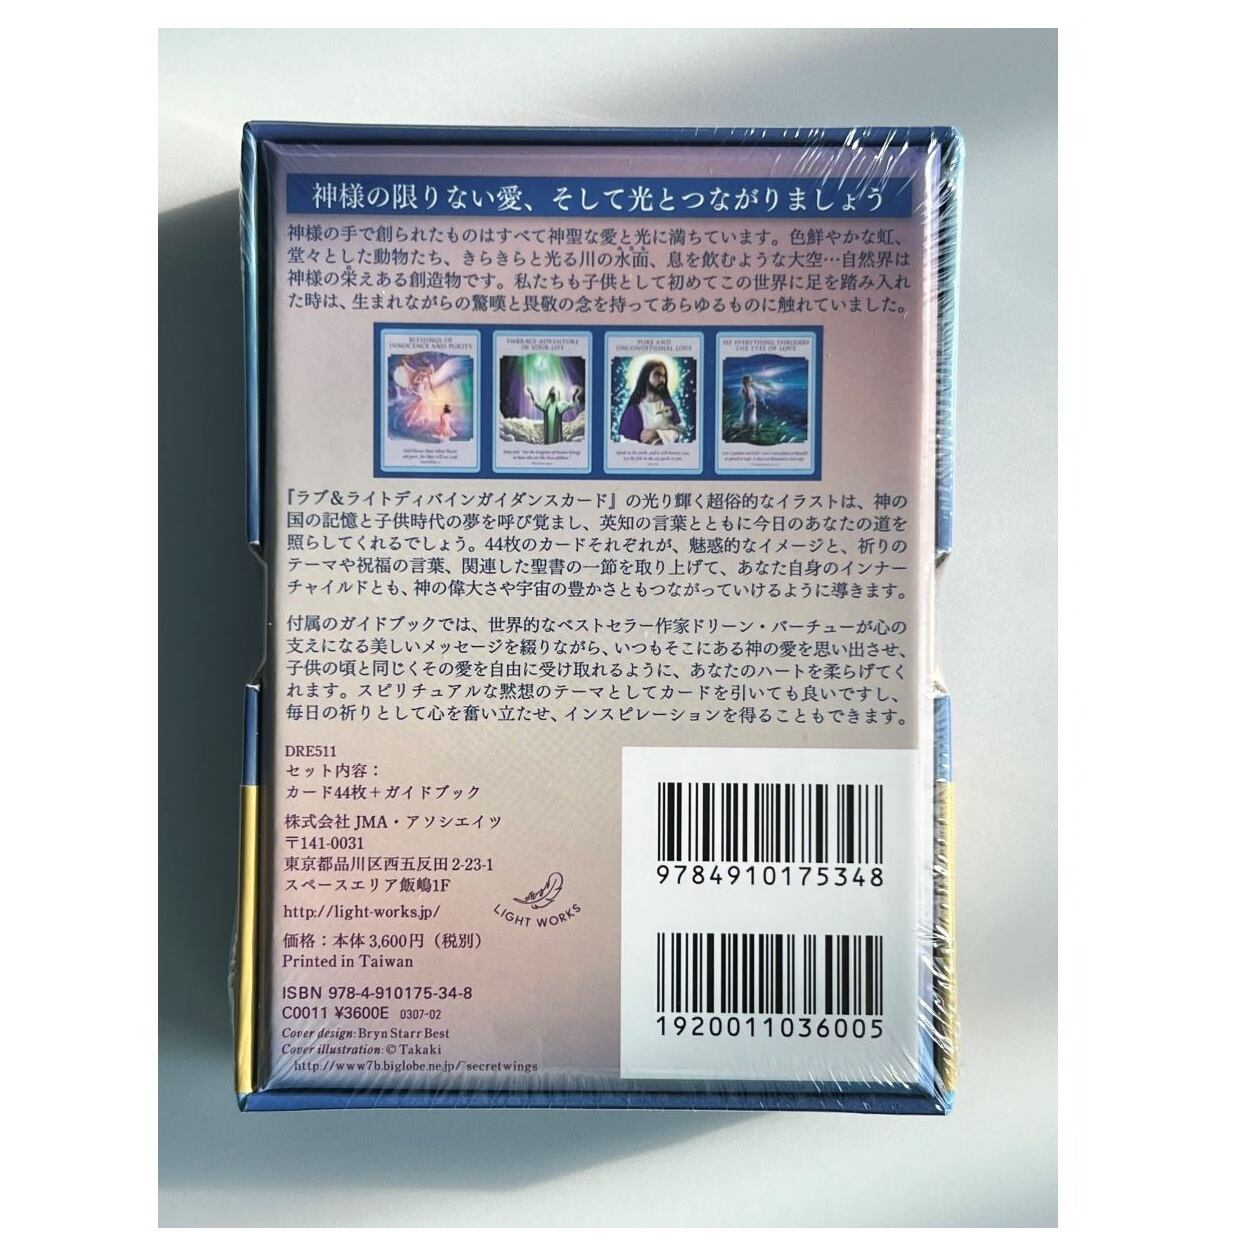 神様の限りない愛、そして光とつながりましょう
神様の手で創られたものはすべて神聖な愛と光に満ちています。色鮮やかな虹、
堂々とした動物たち、きらきらと光る川の水面、息を飲むような大空…自然界は
神様の栄えある創造物です。私たちも子供として初めてこの世界に足を踏み入れ
た時は、生まれながらの驚嘆と畏敬の念を持ってあらゆるものに触れていました。
BLESSINGS OF
INNOCENCE AND PURITY
EMBRACE ADVENTURE
IN YOUR LIFE
PURE AND
UNCONDITIONAL LOVE
SEE EVERYTHING THROUGH
THE EYES OF LOVE
『ラブ&ライトディバインガイダンスカード』の光り輝く超俗的なイラストは、神の
国の記憶と子供時代の夢を呼び覚まし、英知の言葉とともに今日のあなたの道を
照らしてくれるでしょう。44枚のカードそれぞれが、魅惑的なイメージと、祈りの
テーマや祝福の言葉、関連した聖書の一節を取り上げて、あなた自身のインナー
チャイルドとも、神の偉大さや宇宙の豊かさともつながっていけるように導きます。
付属のガイドブックでは、世界的なベストセラー作家ドリーン・バーチューが心の
支えになる美しいメッセージを綴りながら、いつもそこにある神の愛を思い出させ、
子供の頃と同じくその愛を自由に受け取れるように、あなたのハートを柔らげてく
れます。スピリチュアルな黙想のテーマとしてカードを引いても良いですし、
毎日の祈りとして心を奮い立たせ、インスピレーションを得ることもできます。
DRE511
セット内容：
カード44枚＋ガイドブック
株式会社 JMA・アソシエイツ
〒141-0031
東京都品川区西五反田 2-23-1
スペースエリア飯嶋1F
http://light-works.jp/
LIGHT WORKS
価格：本体 3,600円（税別）
Printed in Taiwan
ISBN 978-4-910175-34-8
C0011 ¥3600E 0307-02
Cover design: Bryn Starr Best
Cover illustration: © Takaki
http://www7b.biglobe.ne.jp/~secretwings
9784910175348
1920011036005